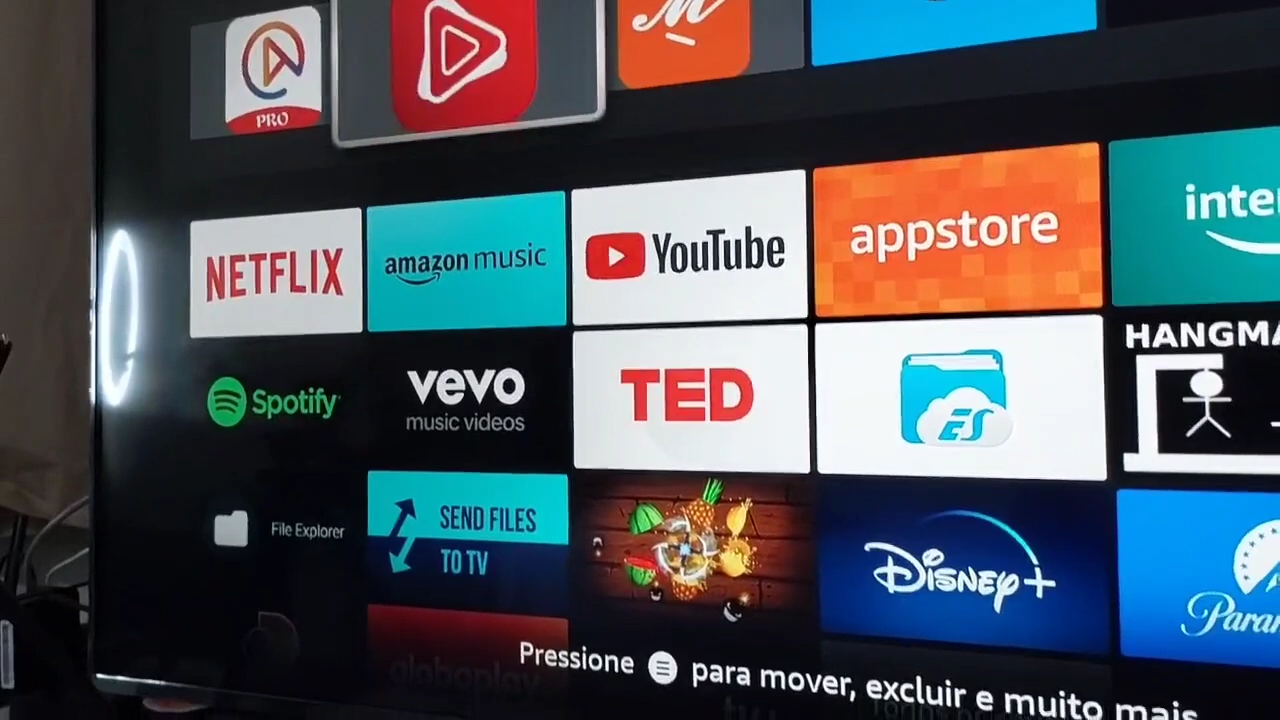 PRO
NETFLIX
amazon music
YouTube
appstore
Spotify
vevo
music videos
TED
ES
HANGMA
File Explorer
SEND FILES
TO TV
Disney+
globoplay
Pressione para mover, excluir e muito mais